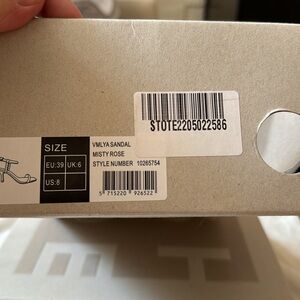 STOTE2205022586
SIZE
EU:39 UK:6
US:8
VMLYA SANDAL
MISTY ROSE
STYLE NUMBER 10265754
5 715220 926522